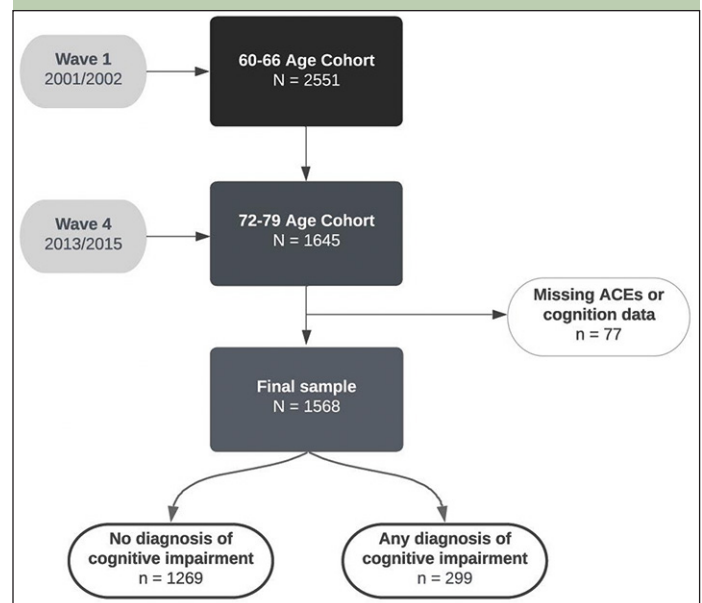 Wave 1
2001/2002
60-66 Age Cohort
N = 2551
Wave 4
2013/2015
72-79 Age Cohort
N = 1645
Missing ACEs or
cognition data
n = 77
Final sample
N = 1568
No diagnosis of
cognitive impairment
n = 1269
Any diagnosis of
cognitive impairment
n = 299